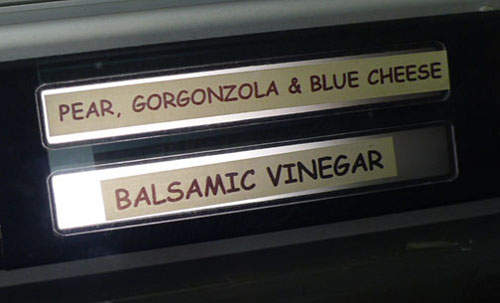 PEAR, GORGONZOLA & BLUE CHEESE
BALSAMIC VINEGAR